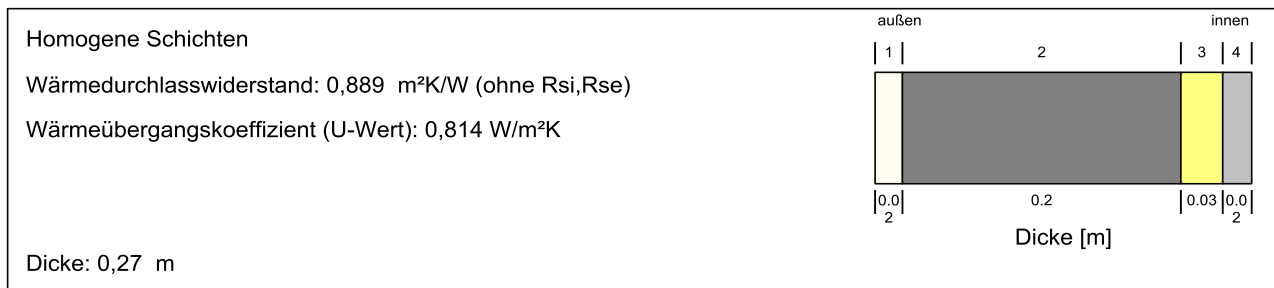 Homogene Schichten
Wärmedurchlasswiderstand: 0,889 m²K/W (ohne Rsi,Rse)
Wärmeübergangskoeffizient (U-Wert): 0,814 W/m²K
Dicke: 0,27 m
außen innen
1 2 3 4
0.0 0.2 0.03 0.0
2 2
Dicke [m]